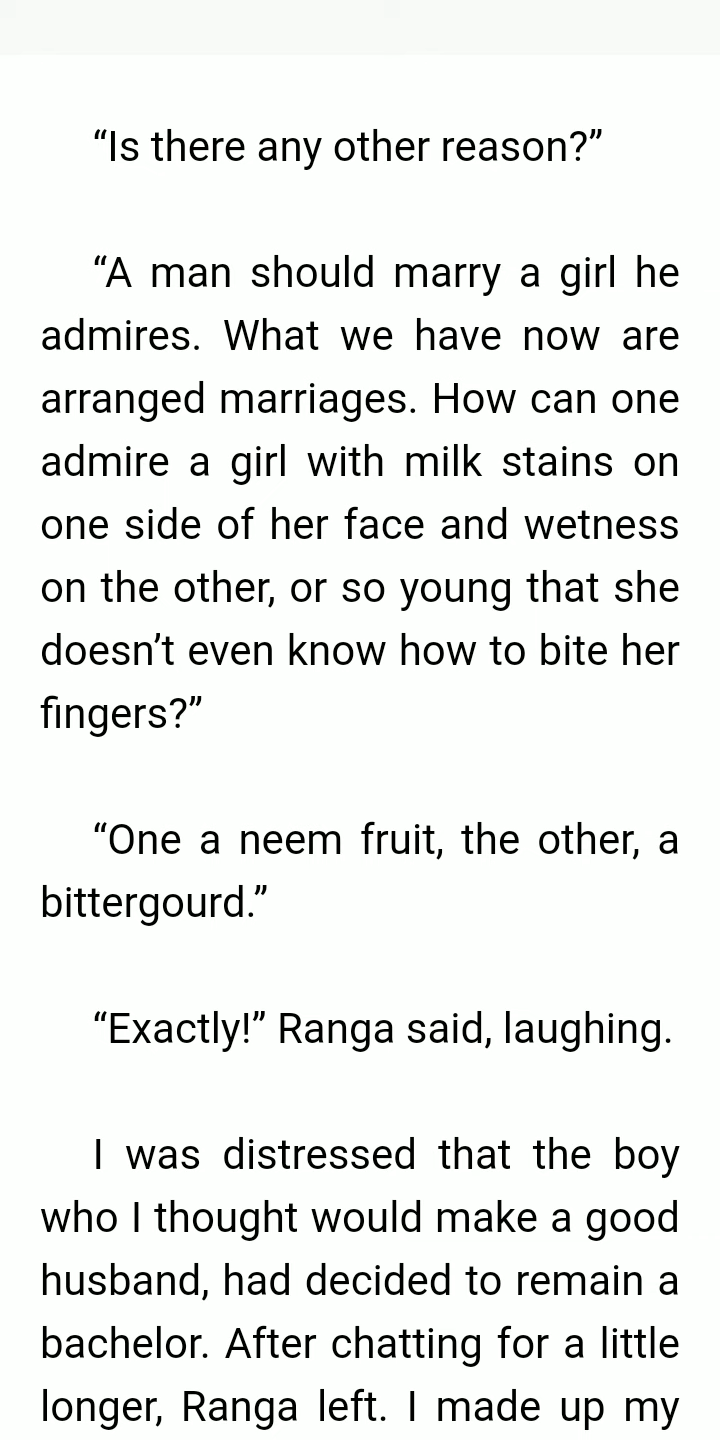 “Is there any other reason?”
“A man should marry a girl he
admires. What we have now are
arranged marriages. How can one
admire a girl with milk stains on
one side of her face and wetness
on the other, or so young that she
doesn’t even know how to bite her
fingers?”
“One a neem fruit, the other, a
bittergourd.”
“Exactly!” Ranga said, laughing.
I was distressed that the boy
who I thought would make a good
husband, had decided to remain a
bachelor. After chatting for a little
longer, Ranga left. I made up my